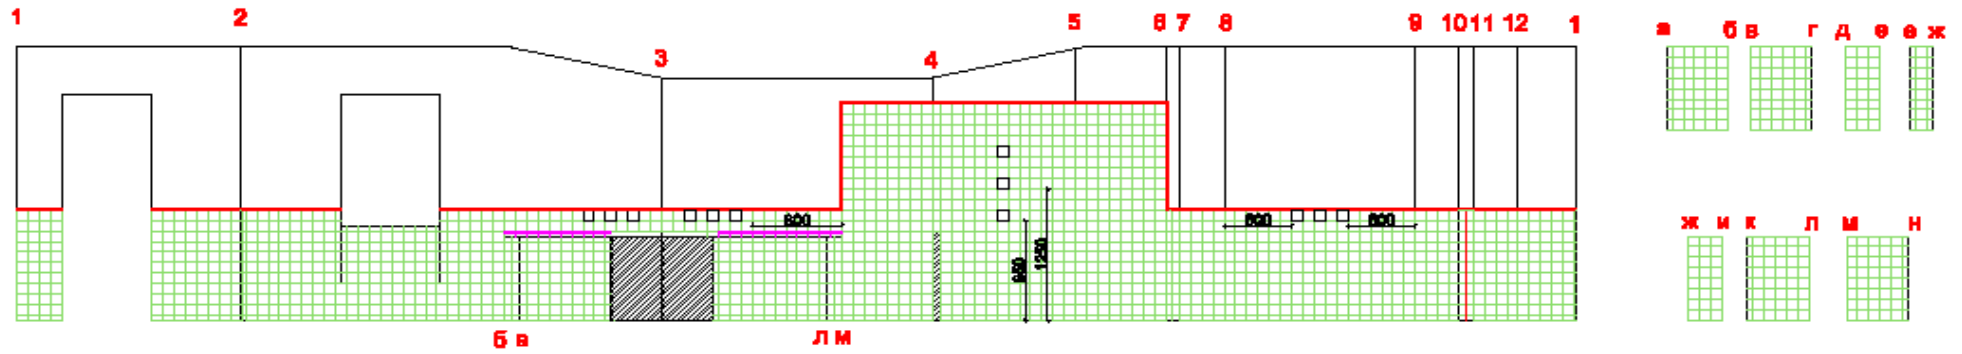 1 2 3 4 5 6 7 8 9 10 11 12 1
а б в г д е е ж
600 600 600
950 1250
ж и к л м н
б в л м